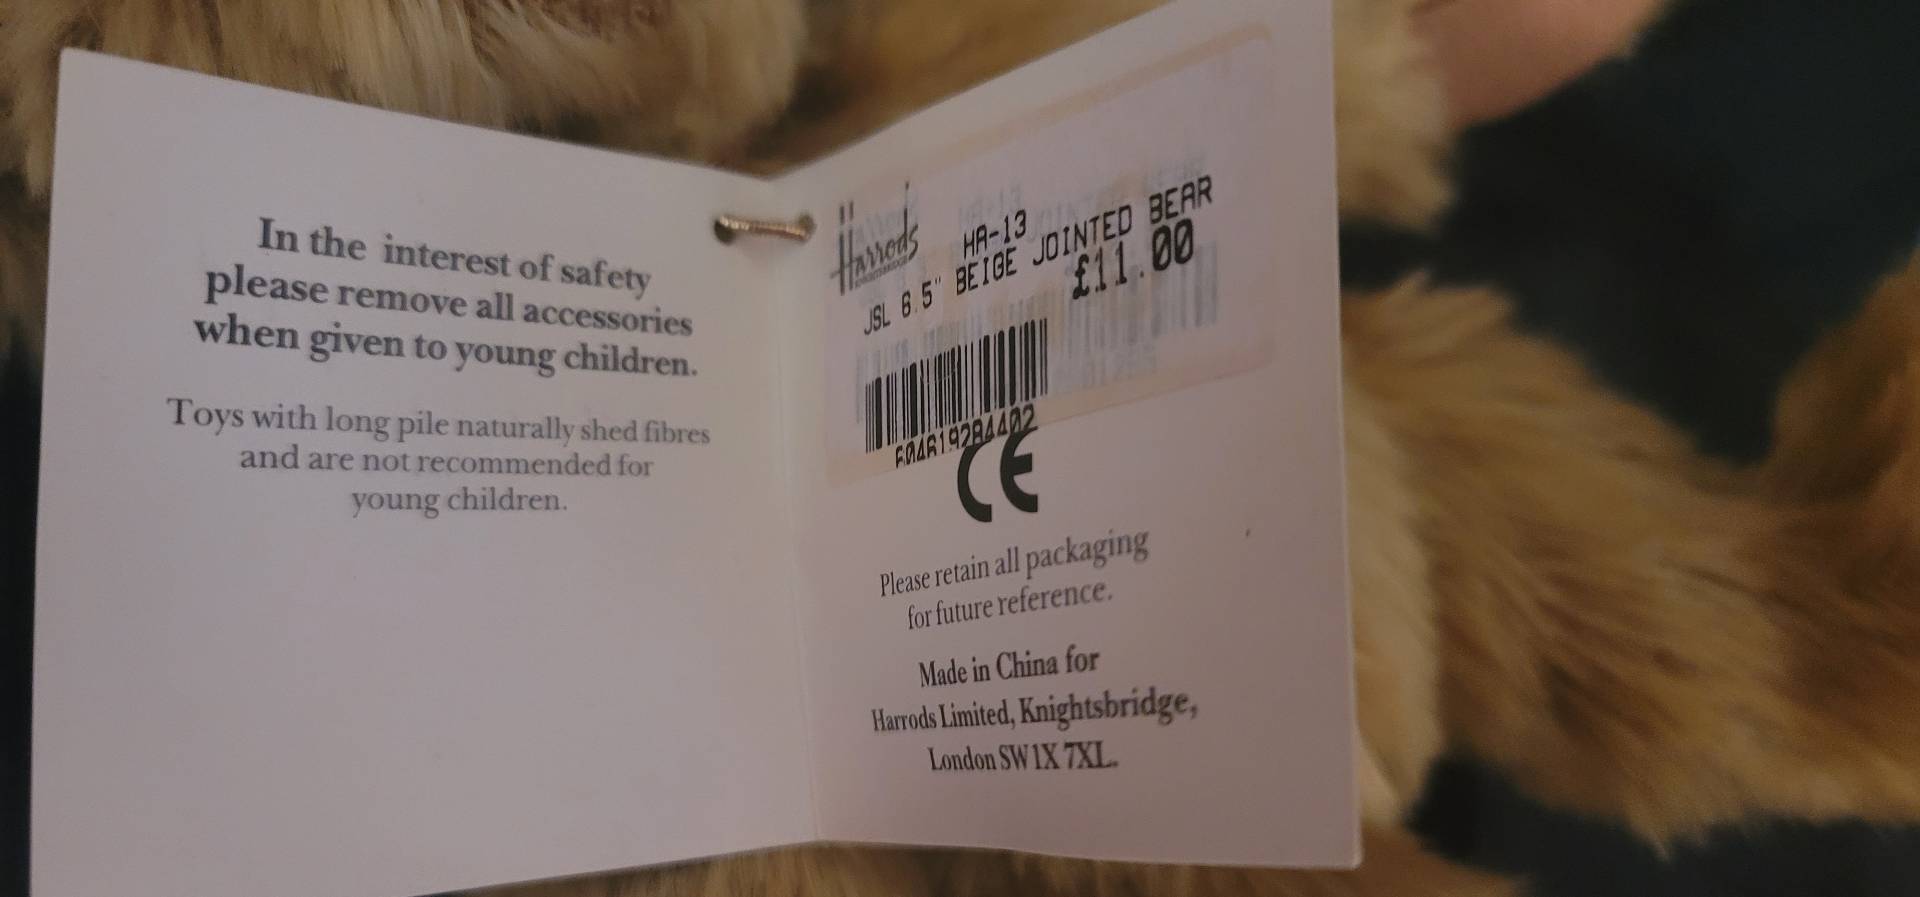 In the interest of safety
please remove all accessories
when given to young children.
Toys with long pile naturally shed fibres
and are not recommended for
young children.
Harrods
HA-13
JSL 6.5" BEIGE JOINTED BEAR
£11.00
604619284402
CE
Please retain all packaging
for future reference.
Made in China for
Harrods Limited, Knightsbridge,
London SW1X 7XL.